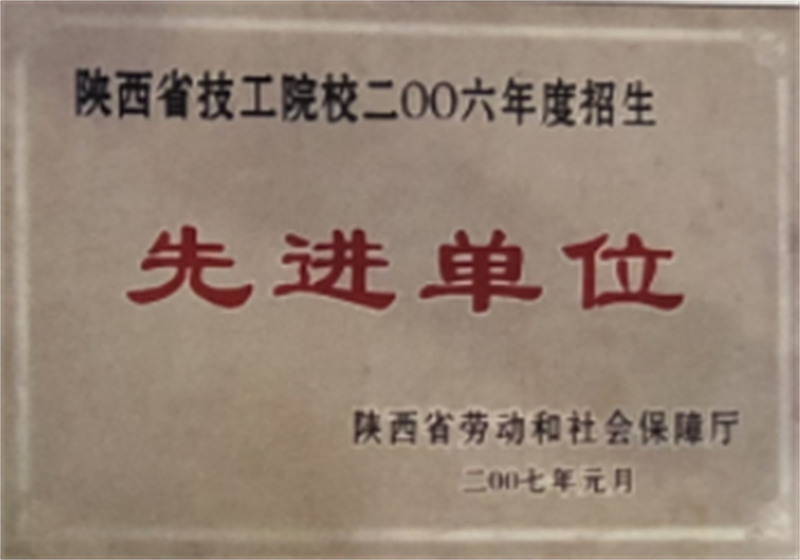 陕西省技工院校二00六年度招生
先进单位
陕西省劳动和社会保障厅
二00七年元月